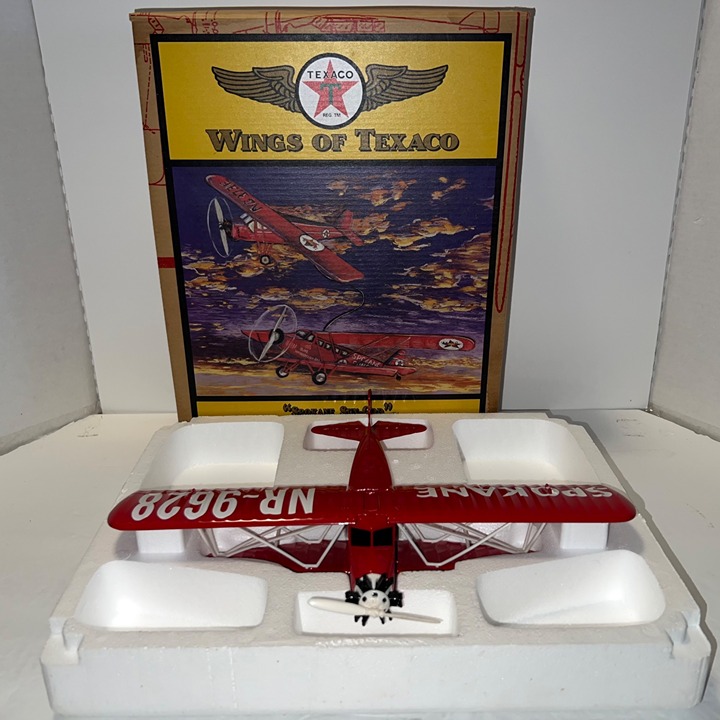 TEXACO
T
REG TM
WINGS OF TEXACO
"SPOKANE SUN-GOD"
NR-9628
SPOKANE